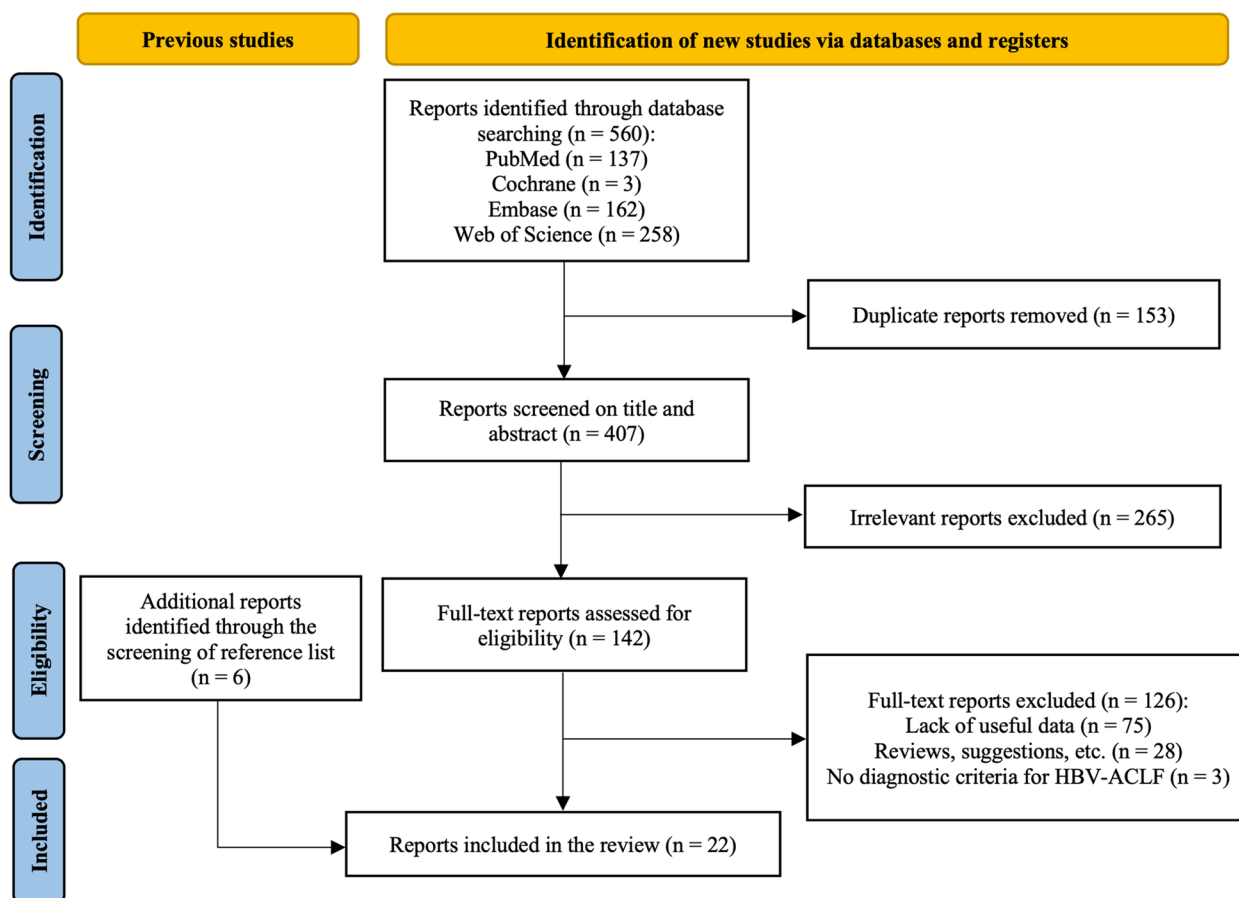 Previous studies
Identification of new studies via databases and registers
Identification
Reports identified through database
searching (n = 560):
PubMed (n = 137)
Cochrane (n = 3)
Embase (n = 162)
Web of Science (n = 258)
Duplicate reports removed (n = 153)
Screening
Reports screened on title and
abstract (n = 407)
Irrelevant reports excluded (n = 265)
Eligibility
Additional reports
identified through the
screening of reference list
(n = 6)
Full-text reports assessed for
eligibility (n = 142)
Full-text reports excluded (n = 126):
Lack of useful data (n = 75)
Reviews, suggestions, etc. (n = 28)
No diagnostic criteria for HBV-ACLF (n = 3)
Included
Reports included in the review (n = 22)